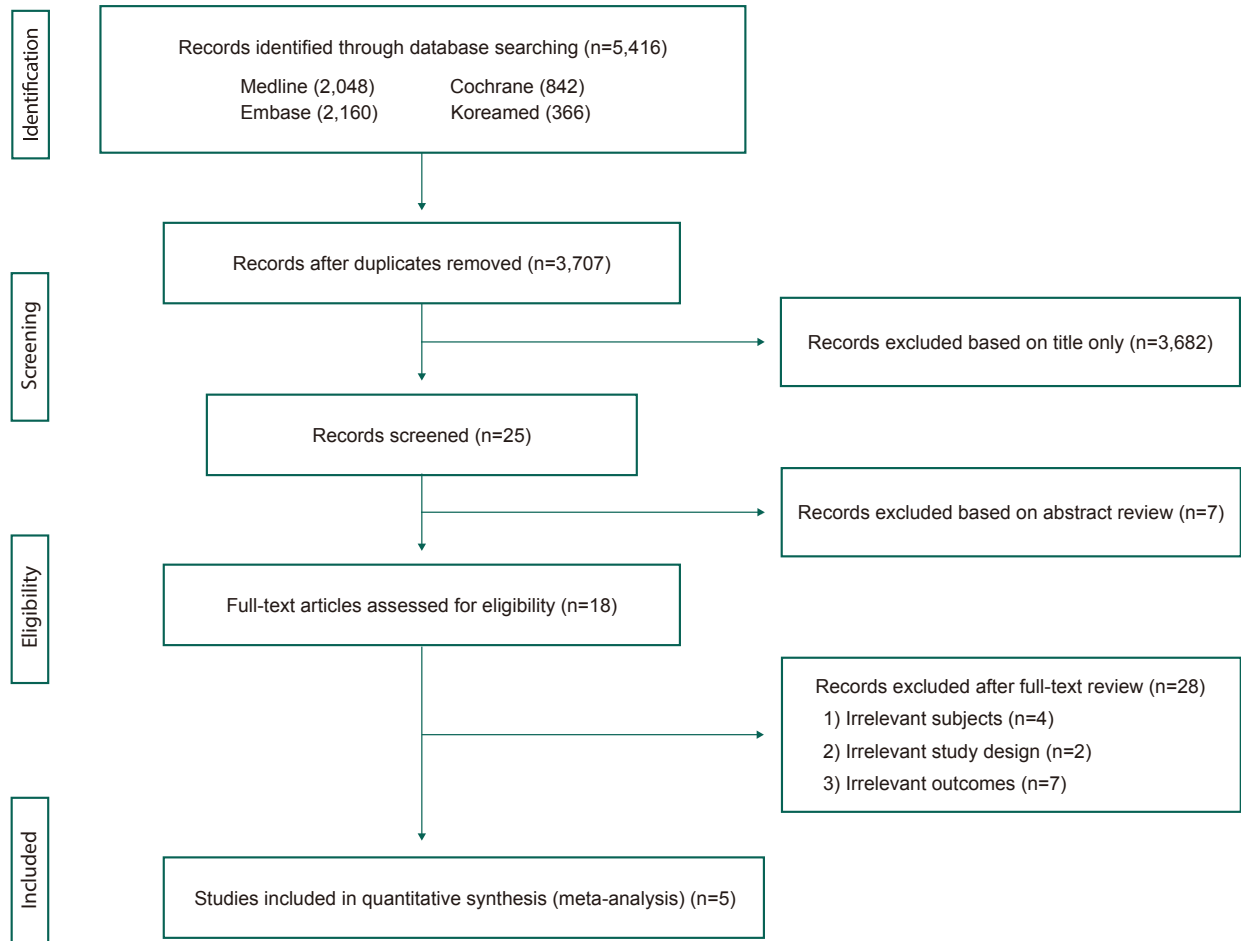 Identification
Records identified through database searching (n=5,416)
Medline (2,048) Cochrane (842)
Embase (2,160) Koreamed (366)
Records after duplicates removed (n=3,707)
Screening
Records excluded based on title only (n=3,682)
Records screened (n=25)
Records excluded based on abstract review (n=7)
Eligibility
Full-text articles assessed for eligibility (n=18)
Records excluded after full-text review (n=28)
1) Irrelevant subjects (n=4)
2) Irrelevant study design (n=2)
3) Irrelevant outcomes (n=7)
Included
Studies included in quantitative synthesis (meta-analysis) (n=5)